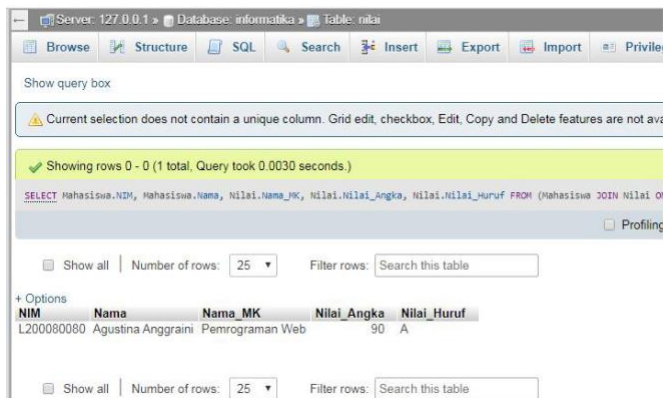 Server: 127.0.0.1 » Database: informatika » Table: nilai
Browse Structure SQL Search Insert Export Import Privile
Show query box
Current selection does not contain a unique column. Grid edit, checkbox, Edit, Copy and Delete features are not ava
Showing rows 0 - 0 (1 total, Query took 0.0030 seconds.)
SELECT Mahasiswa.NIM, Mahasiswa.Nama, Nilai.Nama_MK, Nilai.Nilai_Angka, Nilai.Nilai_Huruf FROM (Mahasiswa JOIN Nilai ON
Profiling
Show all Number of rows: 25 Filter rows: Search this table
+ Options
NIM Nama Nama_MK Nilai_Angka Nilai_Huruf
L200080080 Agustina Anggraini Pemrograman Web 90 A
Show all Number of rows: 25 Filter rows: Search this table